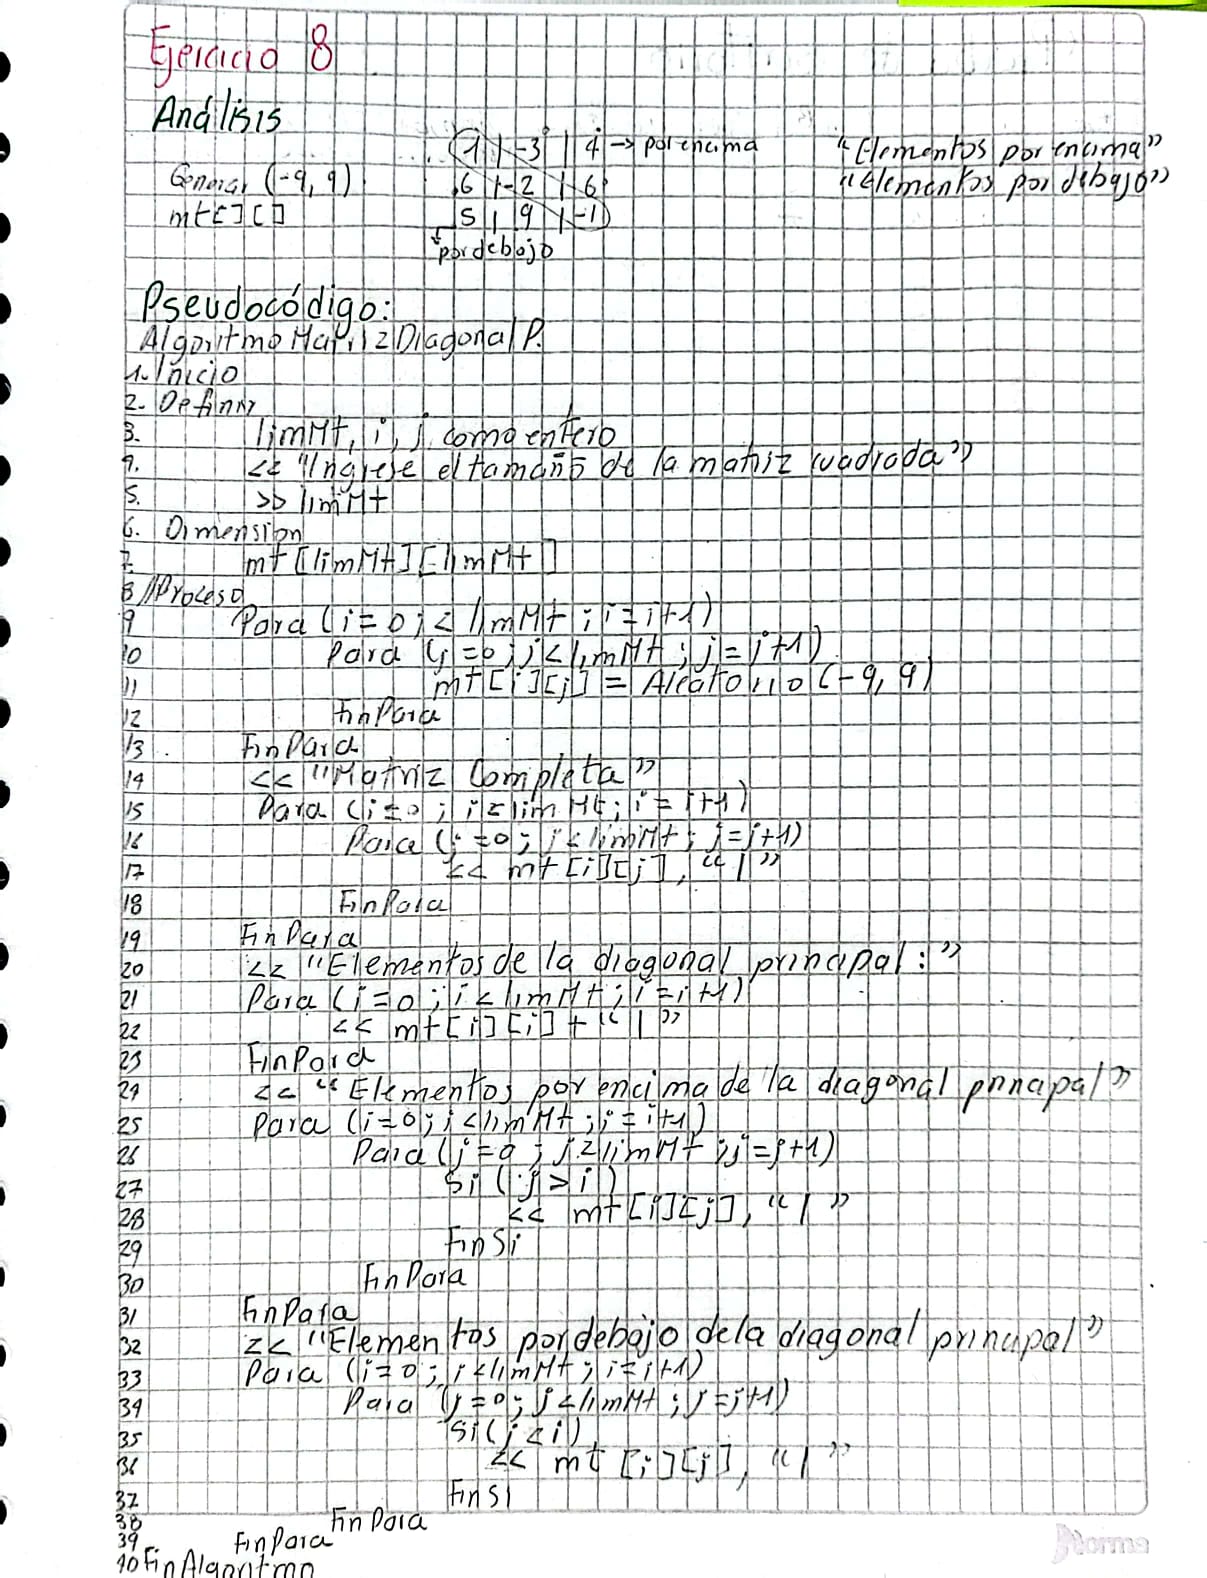 Ejercicio 8
Análisis
1 | -3 | 4 → por encima "Elementos por encima"
Generar (-9, 9) 6 | -2 | 6 "Elementos por debajo"
mt[][] 5 | 9 | -1
por debajo
Pseudocódigo:
Algoritmo Matriz Diagonal P.
1. Inicio
2. Definir
3. limMt, i, j como entero
4. << "Ingrese el tamaño de la matriz cuadrada"
5. >> limMt
6. Dimension
7. mt [limMt][limMt]
8 //Proceso
9 Para (i=0; < limMt ; i=i+1)
10 Para (j=0; j< limMt ; j=j+1)
11 mt[i][j] = Aleatorio (-9, 9)
12 FinPara
13 FinPara
14 << "Matriz Completa"
15 Para (i=0 ; i<limMt; i=i+1)
16 Para (j=0; j<limMt; j=j+1)
17 << mt[i][j], "|"
18 FinPara
19 FinPara
20 << "Elementos de la diagonal principal:"
21 Para (i=0 ; i<limMt ; i=i+1)
22 << mt[i][i] + "|"
23 FinPara
24 << "Elementos por encima de la diagonal principal"
25 Para (i=0; i<limMt ; i=i+1)
26 Para (j=0 ; j<limMt ; j=j+1)
27 Si (j > i)
28 << mt[i][j], "|"
29 FinSi
30 FinPara
31 FinPara
32 << "Elementos por debajo de la diagonal principal"
33 Para (i=0 ; i<limMt ; i=i+1)
34 Para (j=0 ; j<limMt ; j=j+1)
35 Si (j < i)
36 << mt [i][j], "|"
37 FinSi
38 FinPara
39 FinPara
40 FinAlgoritmo
Norma